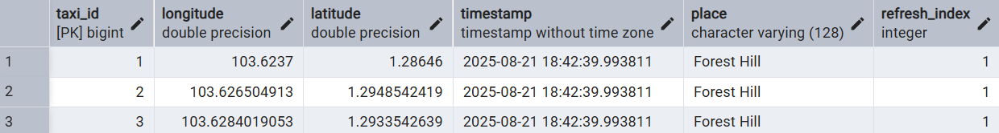 taxi_id longitude latitude timestamp place refresh_index
[PK] bigint double precision double precision timestamp without time zone character varying (128) integer
1 1 103.6237 1.28646 2025-08-21 18:42:39.993811 Forest Hill 1
2 2 103.626504913 1.2948542419 2025-08-21 18:42:39.993811 Forest Hill 1
3 3 103.6284019053 1.2933542639 2025-08-21 18:42:39.993811 Forest Hill 1